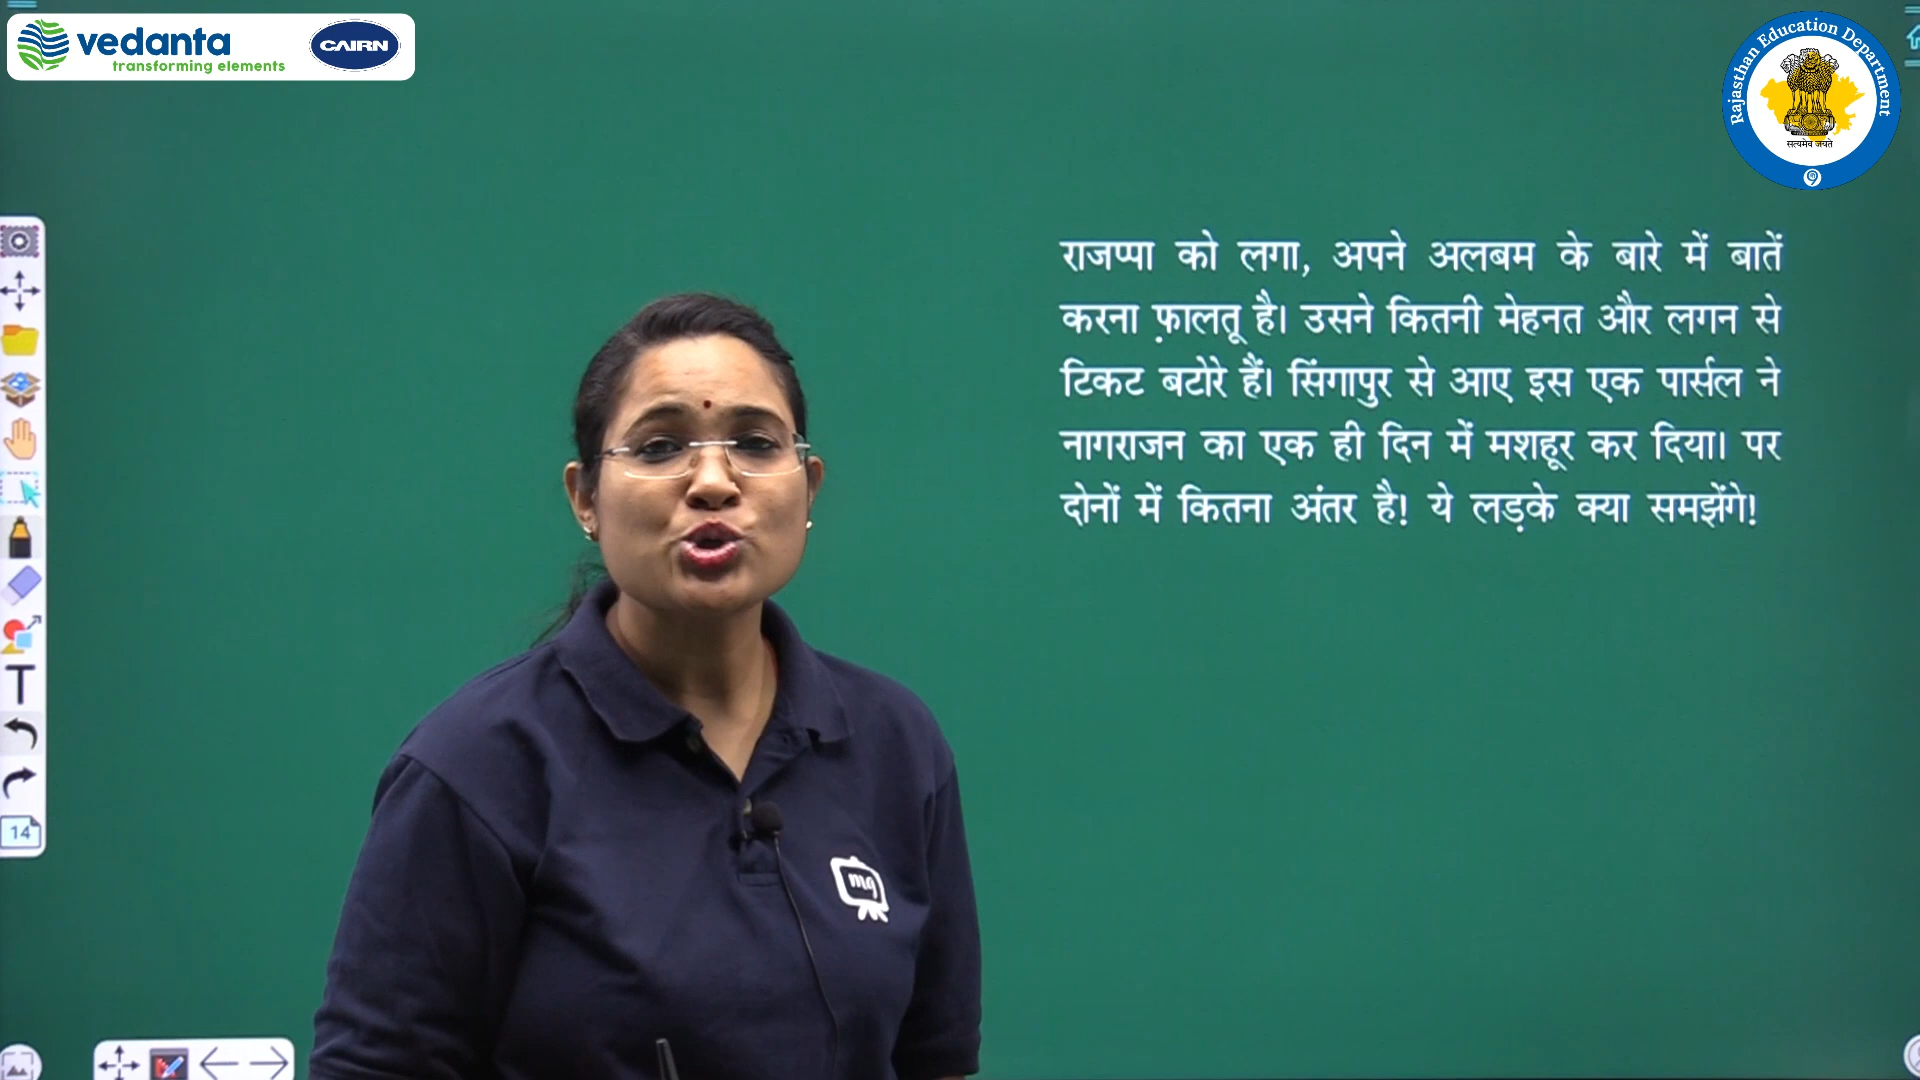 vedanta
transforming elements
CAIRN
Rajasthan Education Department
सत्यमेव जयते
राजप्पा को लगा, अपने अलबम के बारे में बातें
करना फ़ालतू है। उसने कितनी मेहनत और लगन से
टिकट बटोरे हैं। सिंगापुर से आए इस एक पार्सल ने
नागराजन का एक ही दिन में मशहूर कर दिया। पर
दोनों में कितना अंतर है! ये लड़के क्या समझेंगे!
T
14
mg